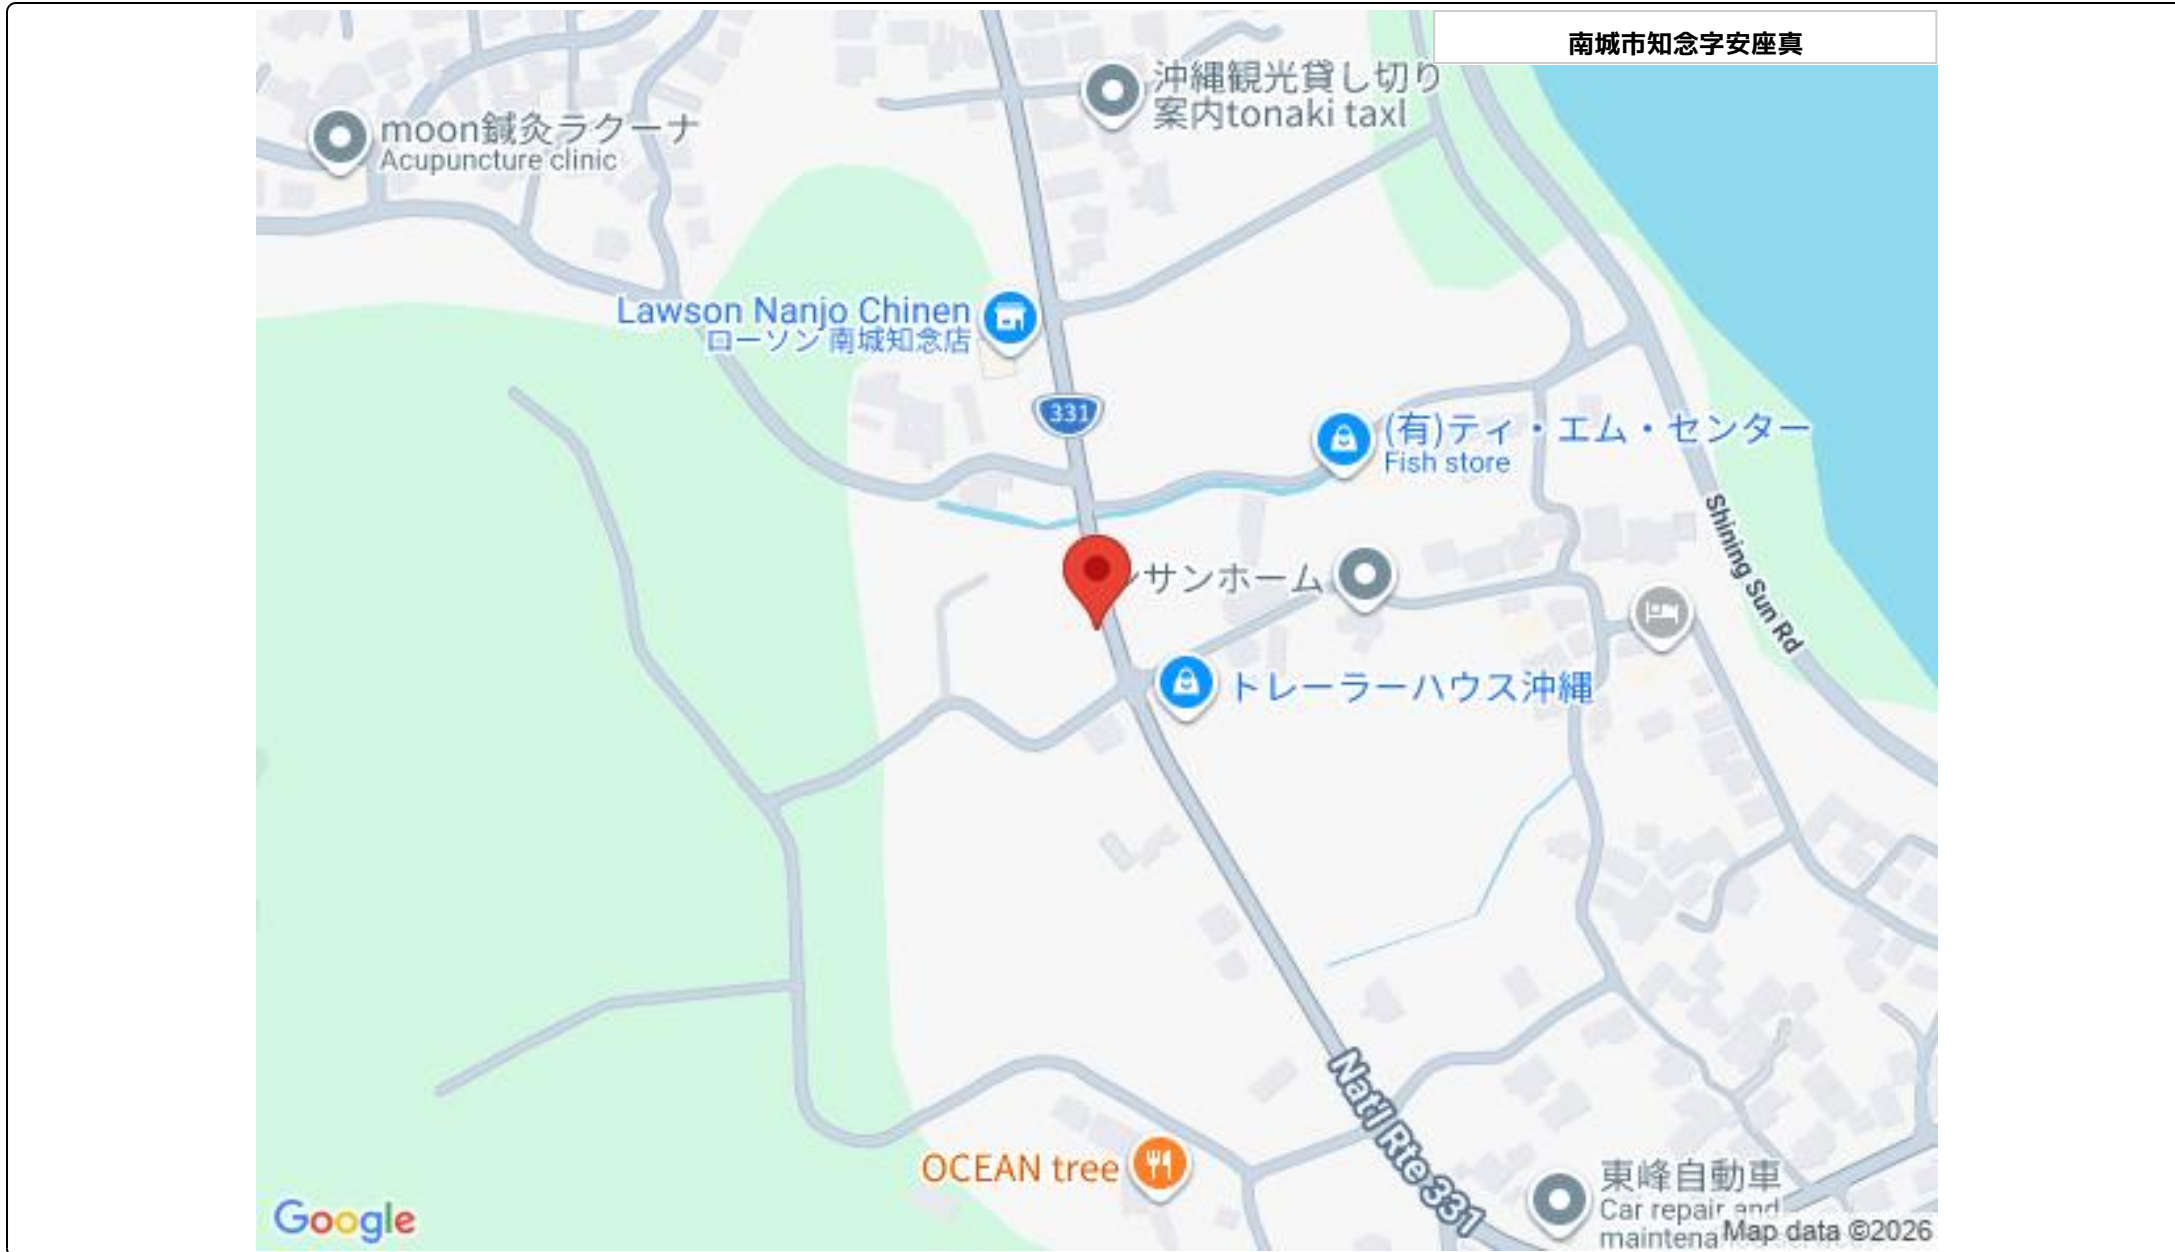 南城市知念字安座真
沖縄観光貸し切り
案内tonaki taxl
moon鍼灸ラクーナ
Acupuncture clinic
Lawson Nanjo Chinen
ローソン 南城知念店
331
(有)ティ・エム・センター
Fish store
Shining Sun Rd
サンホーム
トレーラーハウス沖縄
Nat'l Rte 331
OCEAN tree
東峰自動車
Car repair and
maintena
Google
Map data ©2026